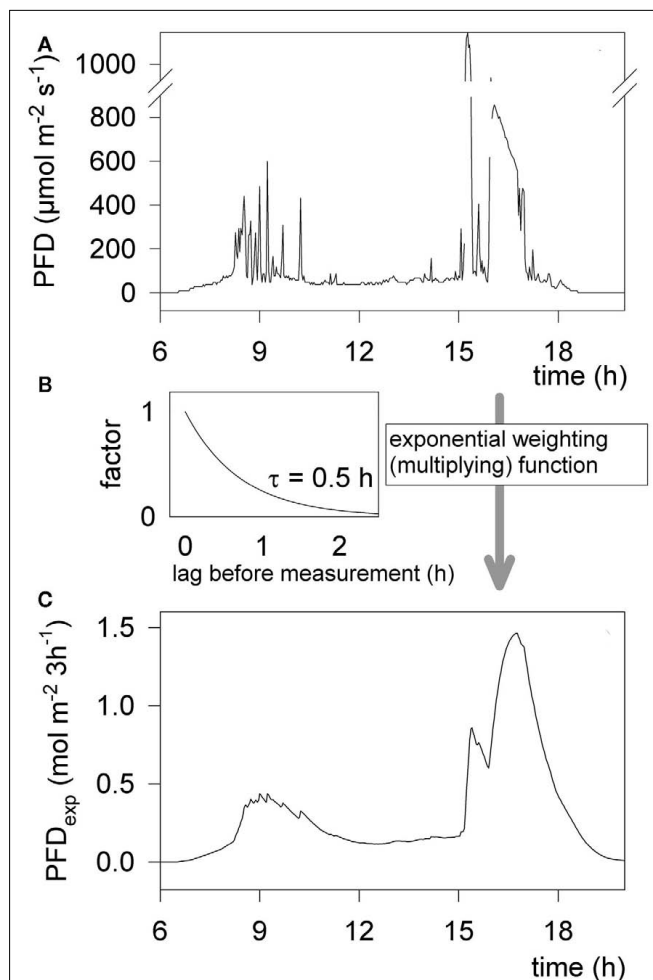 A
PFD (µmol m⁻² s⁻¹)
1000
800
600
400
200
0
6 9 12 15 18
time (h)
B
factor
1
0
τ = 0.5 h
0 1 2
lag before measurement (h)
exponential weighting
(multiplying) function
C
PFDexp (mol m⁻² 3h⁻¹)
1.5
1.0
0.5
0.0
6 9 12 15 18
time (h)